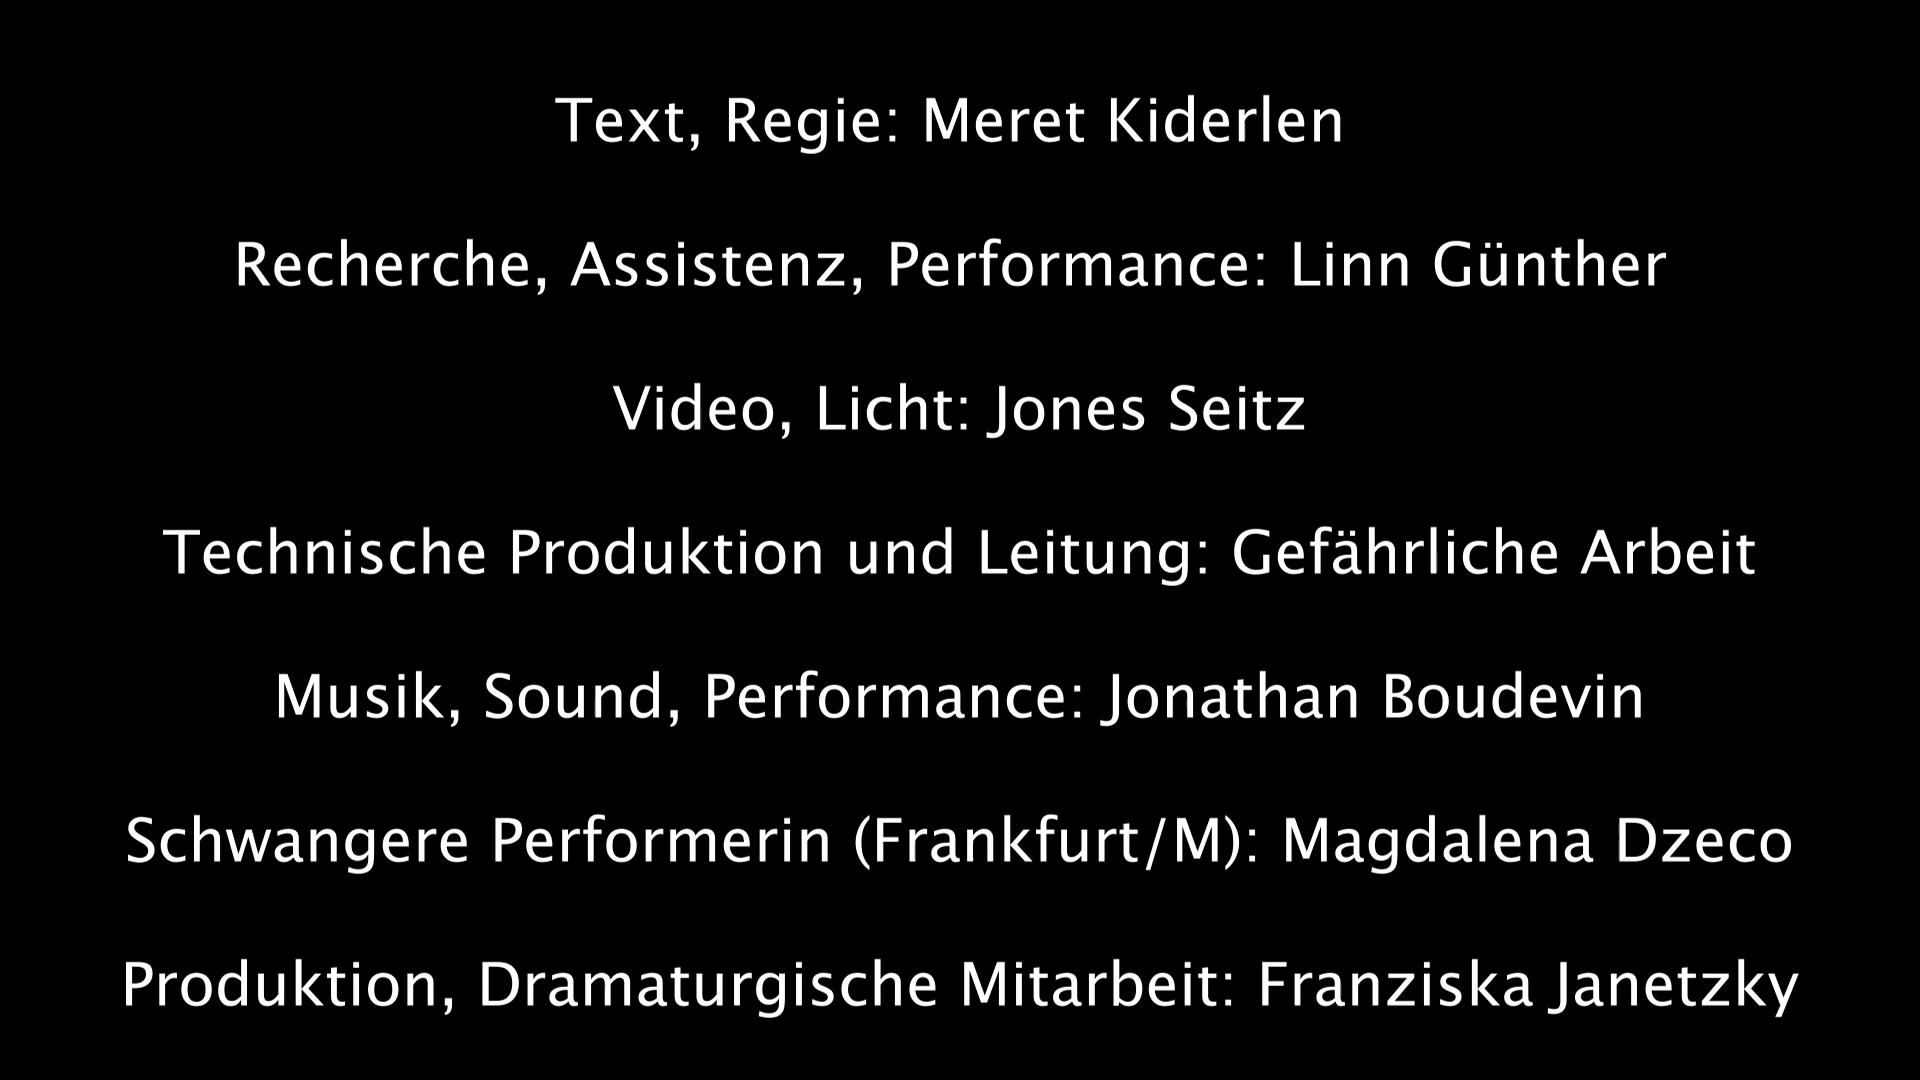 Text, Regie: Meret Kiderlen
Recherche, Assistenz, Performance: Linn Günther
Video, Licht: Jones Seitz
Technische Produktion und Leitung: Gefährliche Arbeit
Musik, Sound, Performance: Jonathan Boudevin
Schwangere Performerin (Frankfurt/M): Magdalena Dzeco
Produktion, Dramaturgische Mitarbeit: Franziska Janetzky